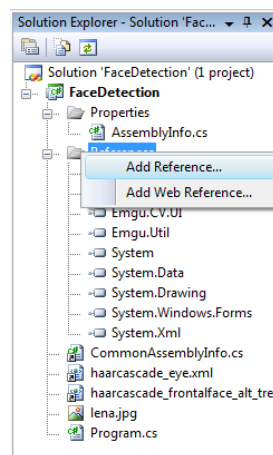 Solution Explorer - Solution 'Fac...
Solution 'FaceDetection' (1 project)
FaceDetection
Properties
AssemblyInfo.cs
References
Add Reference...
Add Web Reference...
Emgu.CV.UI
Emgu.Util
System
System.Data
System.Drawing
System.Windows.Forms
System.Xml
CommonAssemblyInfo.cs
haarcascade_eye.xml
haarcascade_frontalface_alt_tre
lena.jpg
Program.cs